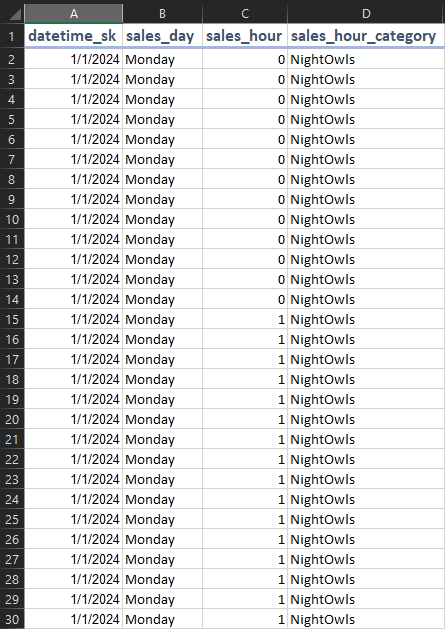 A B C D
1 datetime_sk sales_day sales_hour sales_hour_category
2 1/1/2024 Monday 0 NightOwls
3 1/1/2024 Monday 0 NightOwls
4 1/1/2024 Monday 0 NightOwls
5 1/1/2024 Monday 0 NightOwls
6 1/1/2024 Monday 0 NightOwls
7 1/1/2024 Monday 0 NightOwls
8 1/1/2024 Monday 0 NightOwls
9 1/1/2024 Monday 0 NightOwls
10 1/1/2024 Monday 0 NightOwls
11 1/1/2024 Monday 0 NightOwls
12 1/1/2024 Monday 0 NightOwls
13 1/1/2024 Monday 0 NightOwls
14 1/1/2024 Monday 0 NightOwls
15 1/1/2024 Monday 1 NightOwls
16 1/1/2024 Monday 1 NightOwls
17 1/1/2024 Monday 1 NightOwls
18 1/1/2024 Monday 1 NightOwls
19 1/1/2024 Monday 1 NightOwls
20 1/1/2024 Monday 1 NightOwls
21 1/1/2024 Monday 1 NightOwls
22 1/1/2024 Monday 1 NightOwls
23 1/1/2024 Monday 1 NightOwls
24 1/1/2024 Monday 1 NightOwls
25 1/1/2024 Monday 1 NightOwls
26 1/1/2024 Monday 1 NightOwls
27 1/1/2024 Monday 1 NightOwls
28 1/1/2024 Monday 1 NightOwls
29 1/1/2024 Monday 1 NightOwls
30 1/1/2024 Monday 1 NightOwls